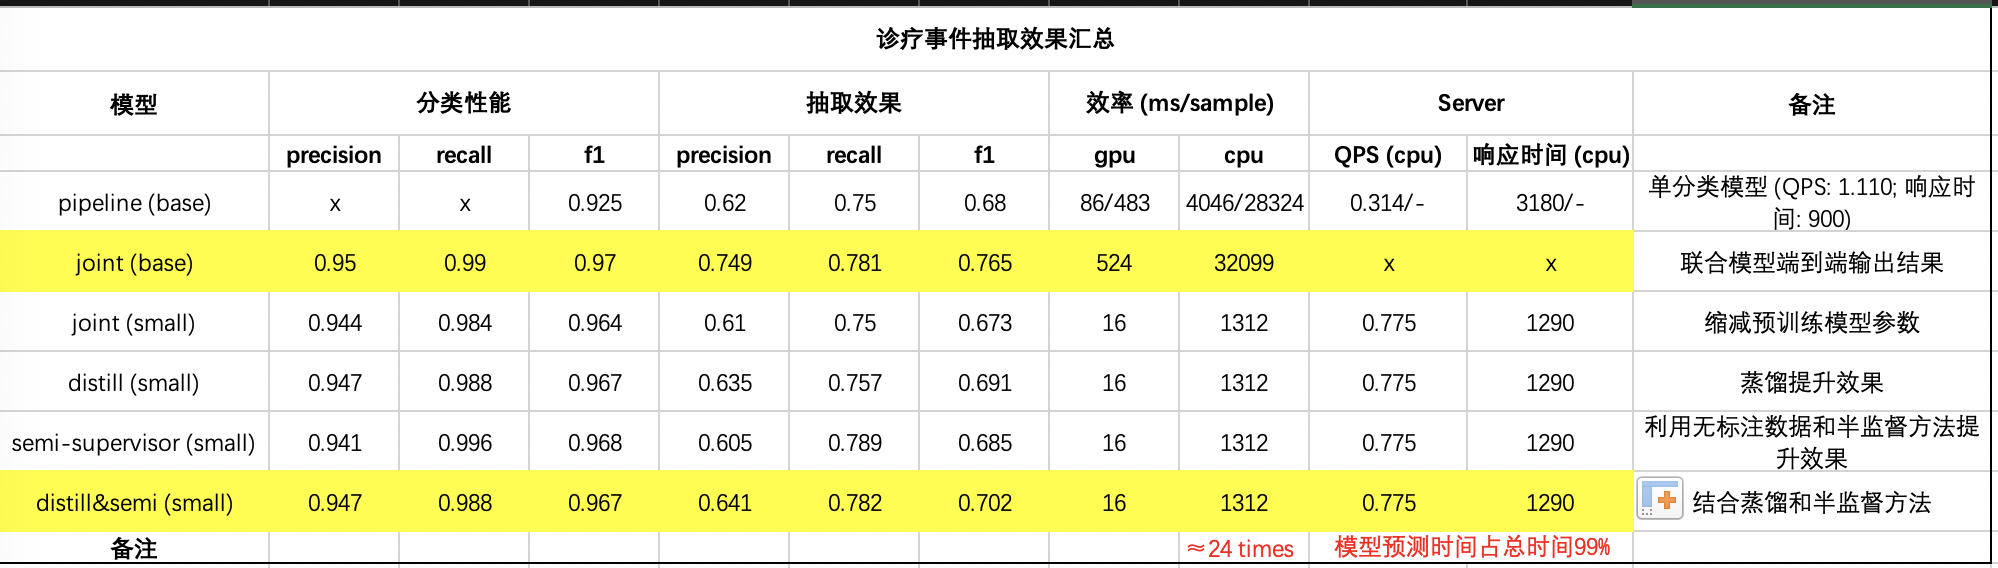 诊疗事件抽取效果汇总
模型 分类性能 抽取效果 效率 (ms/sample) Server 备注
precision recall f1 precision recall f1 gpu cpu QPS (cpu) 响应时间 (cpu)
pipeline (base) x x 0.925 0.62 0.75 0.68 86/483 4046/28324 0.314/- 3180/- 单分类模型 (QPS: 1.110; 响应时
间: 900)
joint (base) 0.95 0.99 0.97 0.749 0.781 0.765 524 32099 x x 联合模型端到端输出结果
joint (small) 0.944 0.984 0.964 0.61 0.75 0.673 16 1312 0.775 1290 缩减预训练模型参数
distill (small) 0.947 0.988 0.967 0.635 0.757 0.691 16 1312 0.775 1290 蒸馏提升效果
semi-supervisor (small) 0.941 0.996 0.968 0.605 0.789 0.685 16 1312 0.775 1290 利用无标注数据和半监督方法提
升效果
distill&semi (small) 0.947 0.988 0.967 0.641 0.782 0.702 16 1312 0.775 1290 结合蒸馏和半监督方法
备注 ≈24 times 模型预测时间占总时间99%